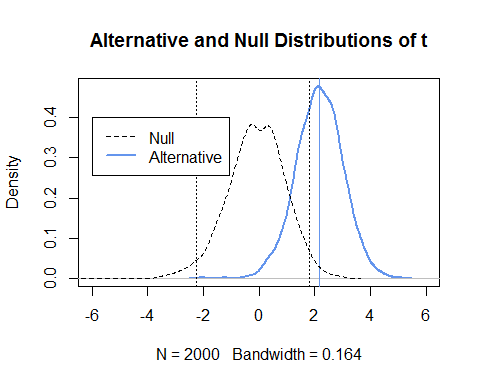 Alternative and Null Distributions of t
Density
0.0 0.1 0.2 0.3 0.4
Null
Alternative
-6 -4 -2 0 2 4 6
N = 2000 Bandwidth = 0.164